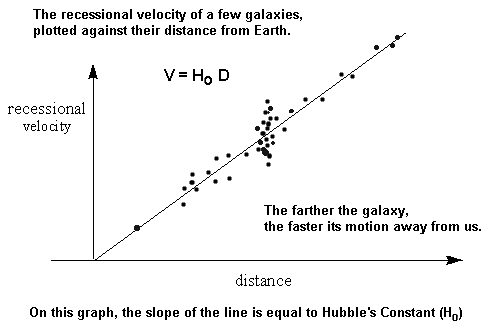 The recessional velocity of a few galaxies,
plotted against their distance from Earth.
V = H₀ D
recessional
velocity
The farther the galaxy,
the faster its motion away from us.
distance
On this graph, the slope of the line is equal to Hubble's Constant (H₀)